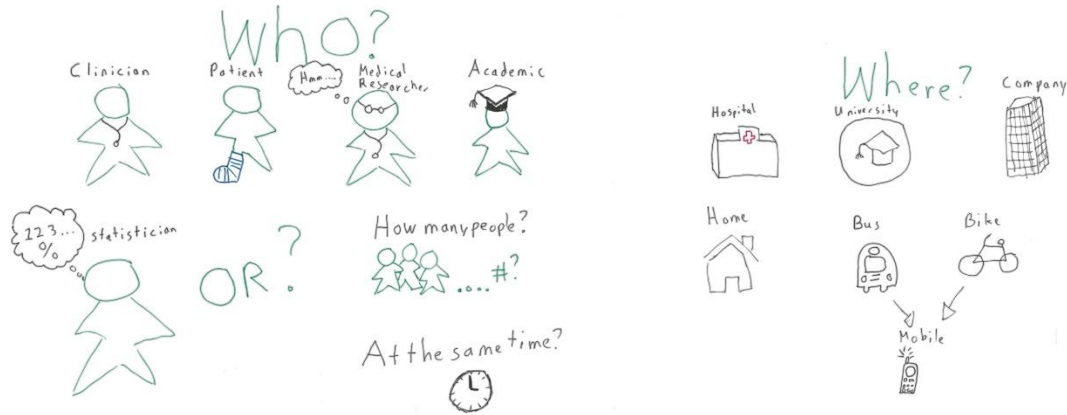 Who?
Clinician
Patient
Hmm...
Medical
Researcher
Academic
123...
%
statistician
OR?
How many people?
....#?
At the same time?
Where?
Hospital
University
Company
Home
Bus
Bike
Mobile